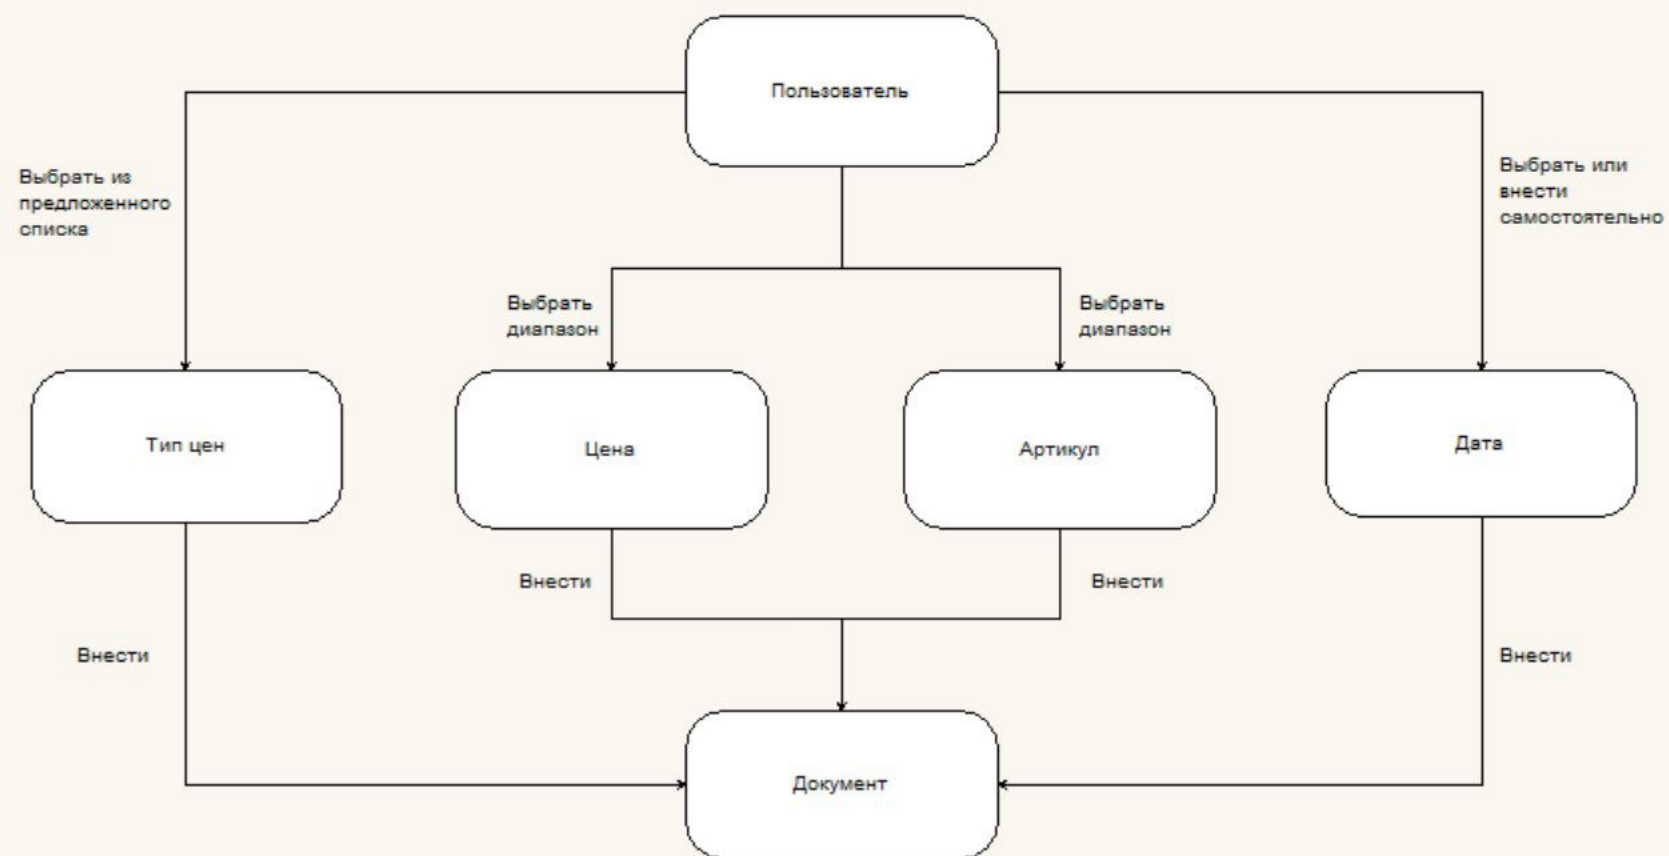 Пользователь
Выбрать из
предложенного
списка
Выбрать или
внести
самостоятельно
Выбрать
диапазон
Выбрать
диапазон
Тип цен
Цена
Артикул
Дата
Внести
Внести
Внести
Внести
Документ